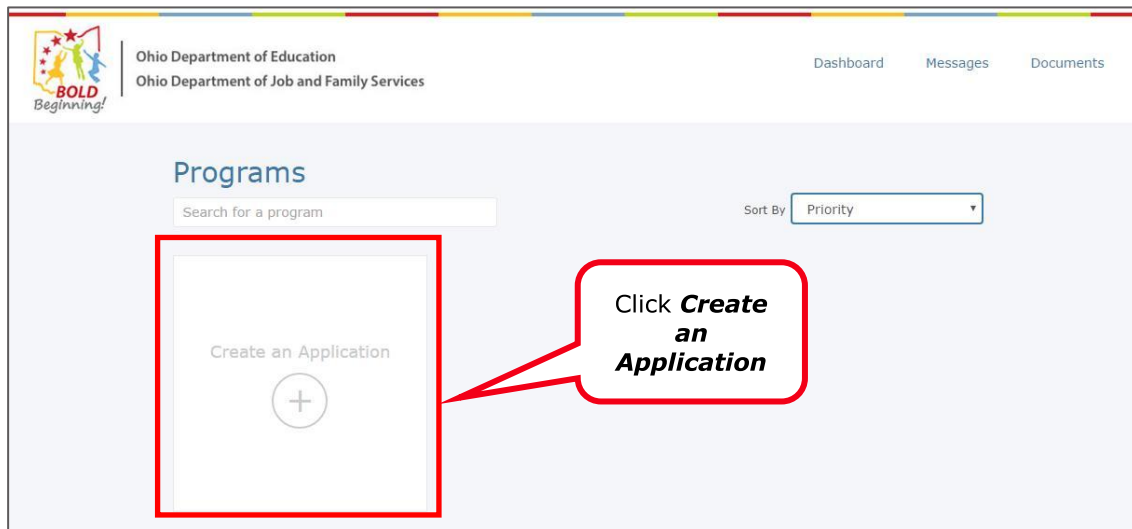 BOLD
Beginning!
Ohio Department of Education
Ohio Department of Job and Family Services
Dashboard Messages Documents
Programs
Search for a program
Sort By Priority
Create an Application
Click Create
an
Application